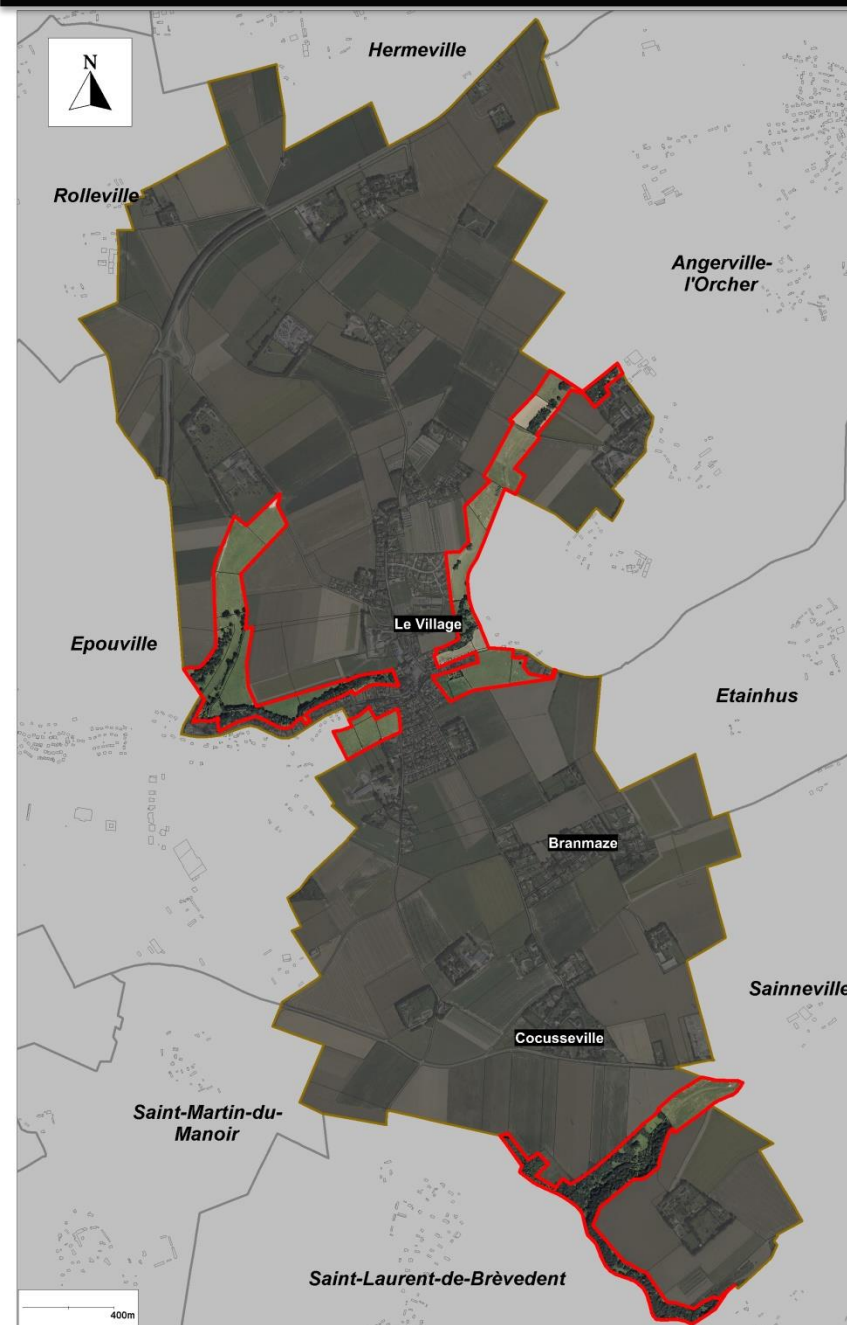 Hermeville
N
Rolleville
Angerville-
l'Orcher
Le Village
Epouville
Etainhus
Branmaze
Sainneville
Cocusseville
Saint-Martin-du-
Manoir
Saint-Laurent-de-Brèvedent
400m